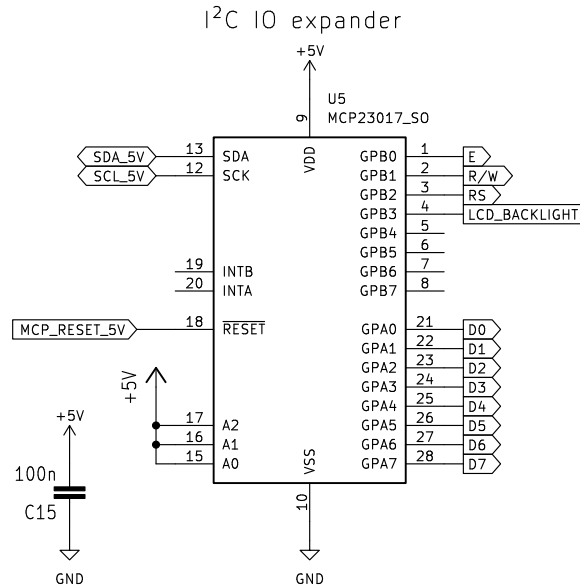 I²C IO expander
+5V
U5
MCP23017_SO
9
VDD
SDA_5V 13 SDA GPB0 1 E
SCL_5V 12 SCK GPB1 2 R/W
GPB2 3 RS
GPB3 4 LCD_BACKLIGHT
GPB4 5
GPB5 6
19 INTB GPB6 7
20 INTA GPB7 8
MCP_RESET_5V 18 RESET GPA0 21 D0
GPA1 22 D1
+5V GPA2 23 D2
GPA3 24 D3
GPA4 25 D4
+5V 17 A2 GPA5 26 D5
16 A1 GPA6 27 D6
15 A0 GPA7 28 D7
VSS
100n
C15
10
GND
GND